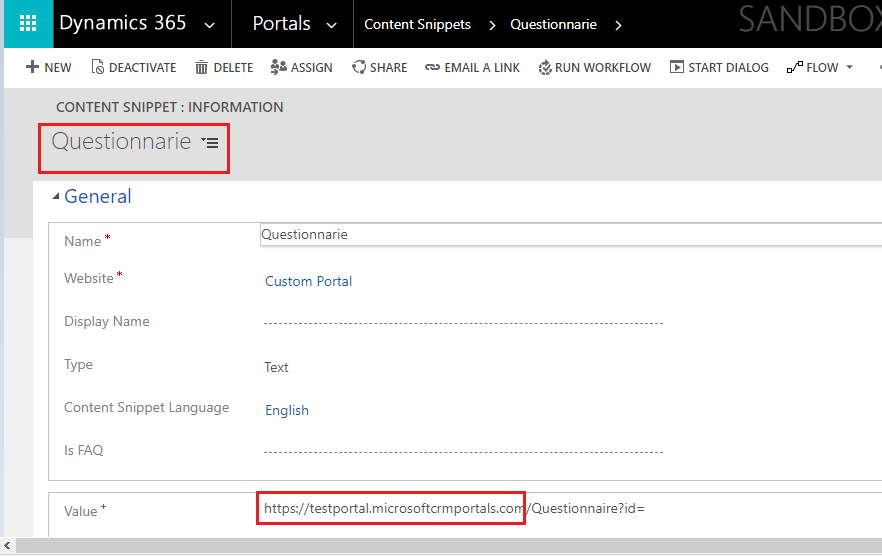 Dynamics 365 Portals Content Snippets > Questionnarie > SANDBOX
NEW DEACTIVATE DELETE ASSIGN SHARE EMAIL A LINK RUN WORKFLOW START DIALOG FLOW
CONTENT SNIPPET : INFORMATION
Questionnarie
General
Name * Questionnarie
Website * Custom Portal
Display Name
Type Text
Content Snippet Language English
Is FAQ
Value + https://testportal.microsoftcrmportals.com/Questionnaire?id=